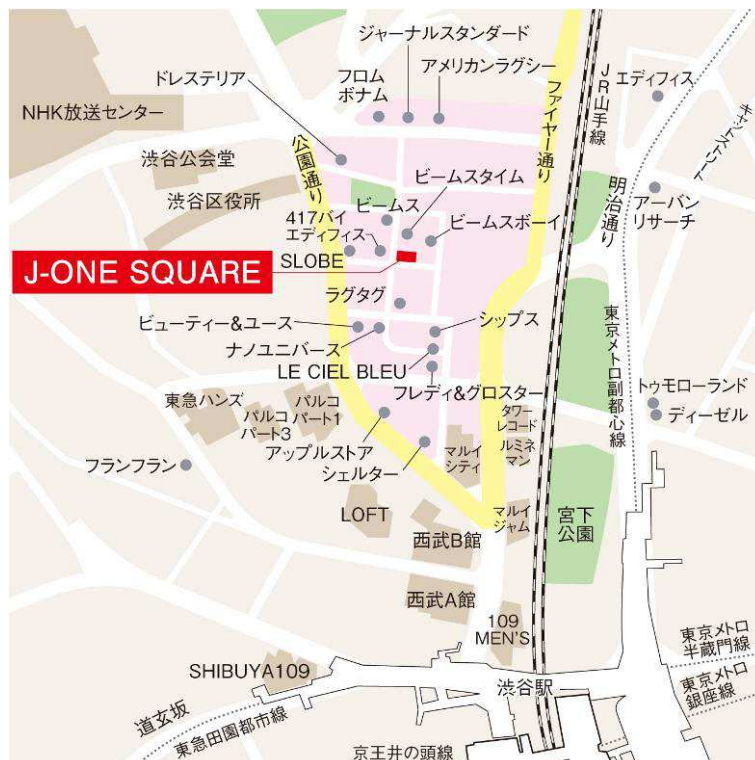 ジャーナルスタンダード
ドレステリア
フロム
ボナム
アメリカンラグシー
NHK放送センター
公園通り
ファイヤー通り
JR山手線
エディフィス
キャットストリート
渋谷公会堂
渋谷区役所
ビームスタイム
ビームス
明治通り
アーバン
リサーチ
417バイ
エディフィス
ビームスボーイ
J-ONE SQUARE
SLOBE
ラグタグ
ビューティー&ユース
シップス
ナノユニバース
東京メトロ副都心線
LE CIEL BLEU
フレディ&グロスター
トゥモローランド
ディーゼル
東急ハンズ
パルコ
パート1
パルコ
パート3
タワー
レコード
アップルストア
ルミネ
マン
マルイ
シティ
シェルター
フランフラン
LOFT
マルイ
ジャム
宮下
公園
西武B館
西武A館
109
MEN'S
東京メトロ
半蔵門線
SHIBUYA109
渋谷駅
東京メトロ
銀座線
道玄坂
東急田園都市線
京王井の頭線